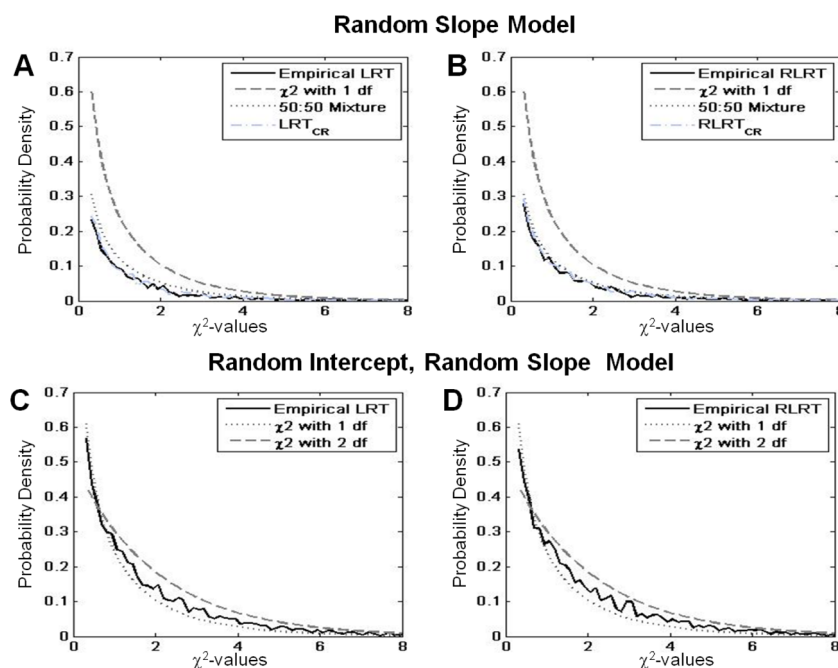 Random Slope Model
A
0.7
0.6
0.5
0.4
0.3
0.2
0.1
0
Probability Density
Empirical LRT
χ2 with 1 df
50:50 Mixture
LRT_CR
0 2 4 6 8
χ²-values
B
0.7
0.6
0.5
0.4
0.3
0.2
0.1
0
Probability Density
Empirical RLRT
χ2 with 1 df
50:50 Mixture
RLRT_CR
0 2 4 6 8
χ²-values
Random Intercept, Random Slope Model
C
0.7
0.6
0.5
0.4
0.3
0.2
0.1
0
Probability Density
Empirical LRT
χ2 with 1 df
χ2 with 2 df
0 2 4 6 8
χ²-values
D
0.7
0.6
0.5
0.4
0.3
0.2
0.1
0
Probability Density
Empirical RLRT
χ2 with 1 df
χ2 with 2 df
0 2 4 6 8
χ²-values